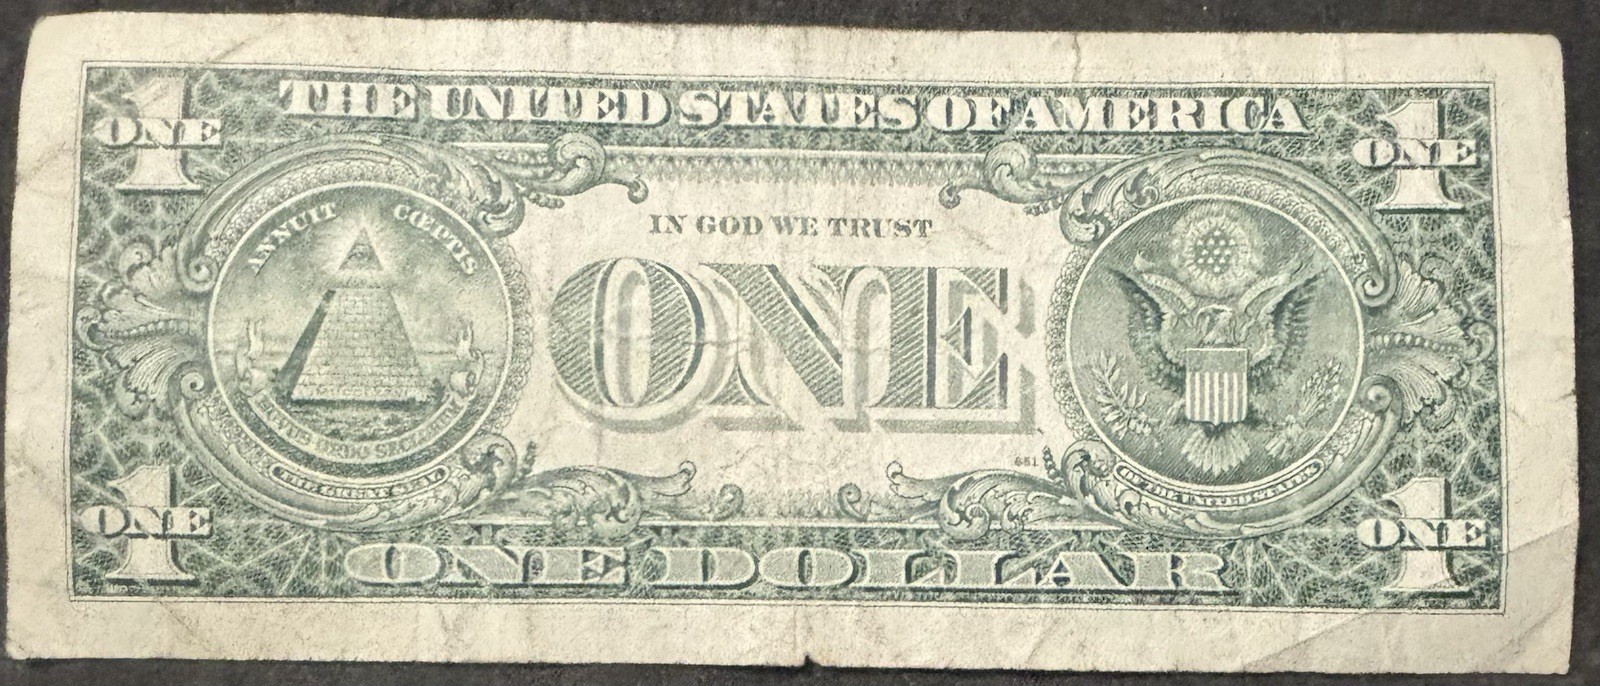 THE UNITED STATES OF AMERICA
1 ONE
1 ONE
ANNUIT CŒPTIS
IN GOD WE TRUST
ONE
NOVUS ORDO SECLORUM
THE GREAT SEAL
651
OF THE UNITED STATES
1 ONE
1 ONE
ONE DOLLAR